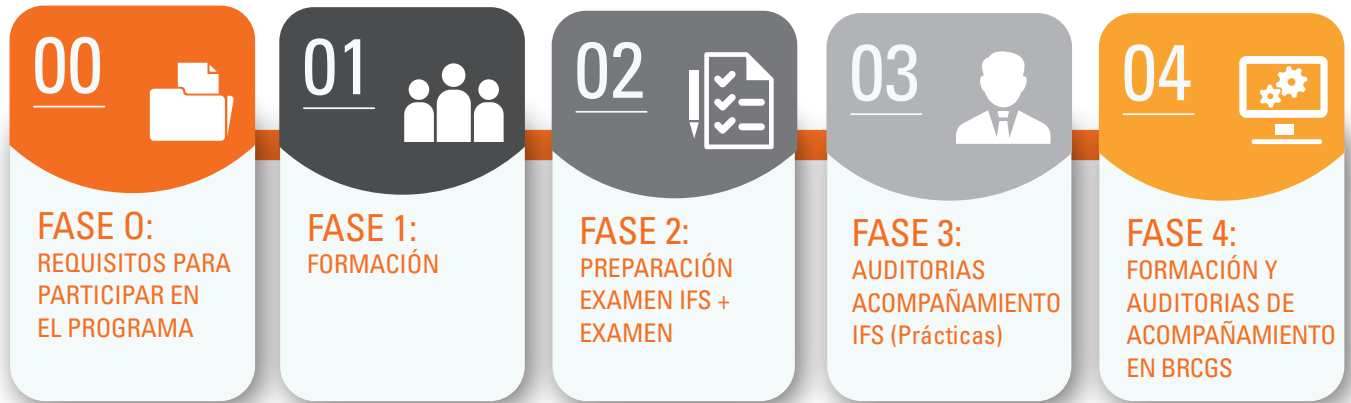 00
FASE 0:
REQUISITOS PARA
PARTICIPAR EN
EL PROGRAMA
01
FASE 1:
FORMACIÓN
02
FASE 2:
PREPARACIÓN
EXAMEN IFS +
EXAMEN
03
FASE 3:
AUDITORIAS
ACOMPAÑAMIENTO
IFS (Prácticas)
04
FASE 4:
FORMACIÓN Y
AUDITORIAS DE
ACOMPAÑAMIENTO
EN BRCGS